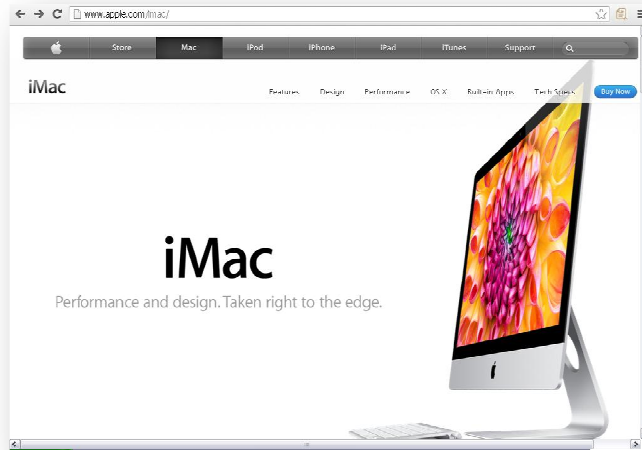 www.apple.com/imac/
Store Mac iPod iPhone iPad iTunes Support
iMac
Features Design Performance OS X Built-in Apps Tech Specs Buy Now
iMac
Performance and design. Taken right to the edge.